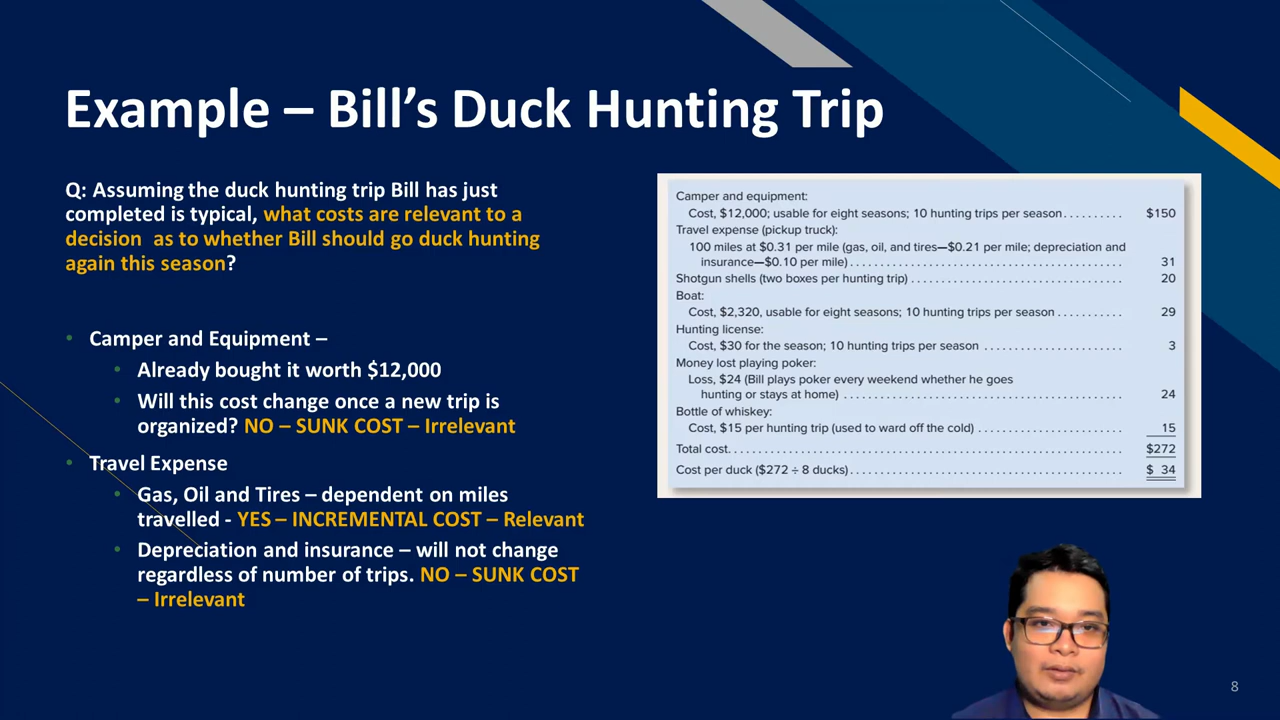 Example – Bill's Duck Hunting Trip
Q: Assuming the duck hunting trip Bill has just
completed is typical, what costs are relevant to a
decision as to whether Bill should go duck hunting
again this season?
• Camper and Equipment –
• Already bought it worth $12,000
• Will this cost change once a new trip is
organized? NO – SUNK COST – Irrelevant
• Travel Expense
• Gas, Oil and Tires – dependent on miles
travelled - YES – INCREMENTAL COST – Relevant
• Depreciation and insurance – will not change
regardless of number of trips. NO – SUNK COST
– Irrelevant
Camper and equipment:
Cost, $12,000; usable for eight seasons; 10 hunting trips per season.......... $150
Travel expense (pickup truck):
100 miles at $0.31 per mile (gas, oil, and tires—$0.21 per mile; depreciation and
insurance—$0.10 per mile)............................................. 31
Shotgun shells (two boxes per hunting trip) ................................... 20
Boat:
Cost, $2,320, usable for eight seasons; 10 hunting trips per season ........... 29
Hunting license:
Cost, $30 for the season; 10 hunting trips per season ....................... 3
Money lost playing poker:
Loss, $24 (Bill plays poker every weekend whether he goes
hunting or stays at home) .............................................. 24
Bottle of whiskey:
Cost, $15 per hunting trip (used to ward off the cold) ........................ 15
Total cost................................................................ $272
Cost per duck ($272 ÷ 8 ducks)............................................ $ 34
8